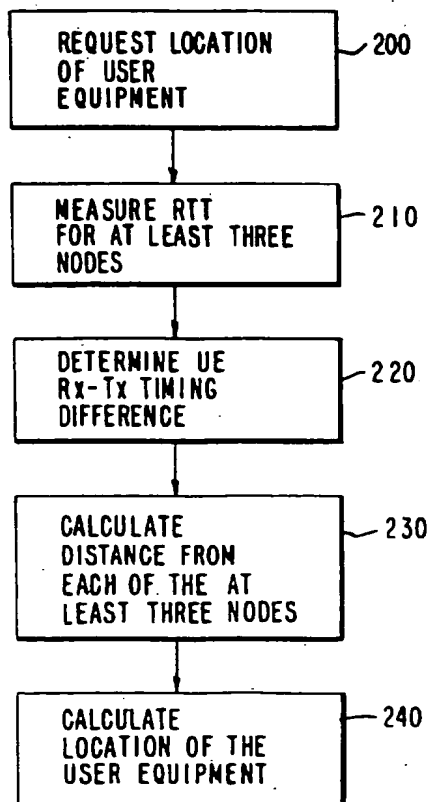 REQUEST LOCATION
OF USER
EQUIPMENT
200
MEASURE RTT
FOR AT LEAST THREE
NODES
210
DETERMINE UE
Rx-Tx TIMING
DIFFERENCE
220
CALCULATE
DISTANCE FROM
EACH OF THE AT
LEAST THREE NODES
230
CALCULATE
LOCATION OF THE
USER EQUIPMENT
240